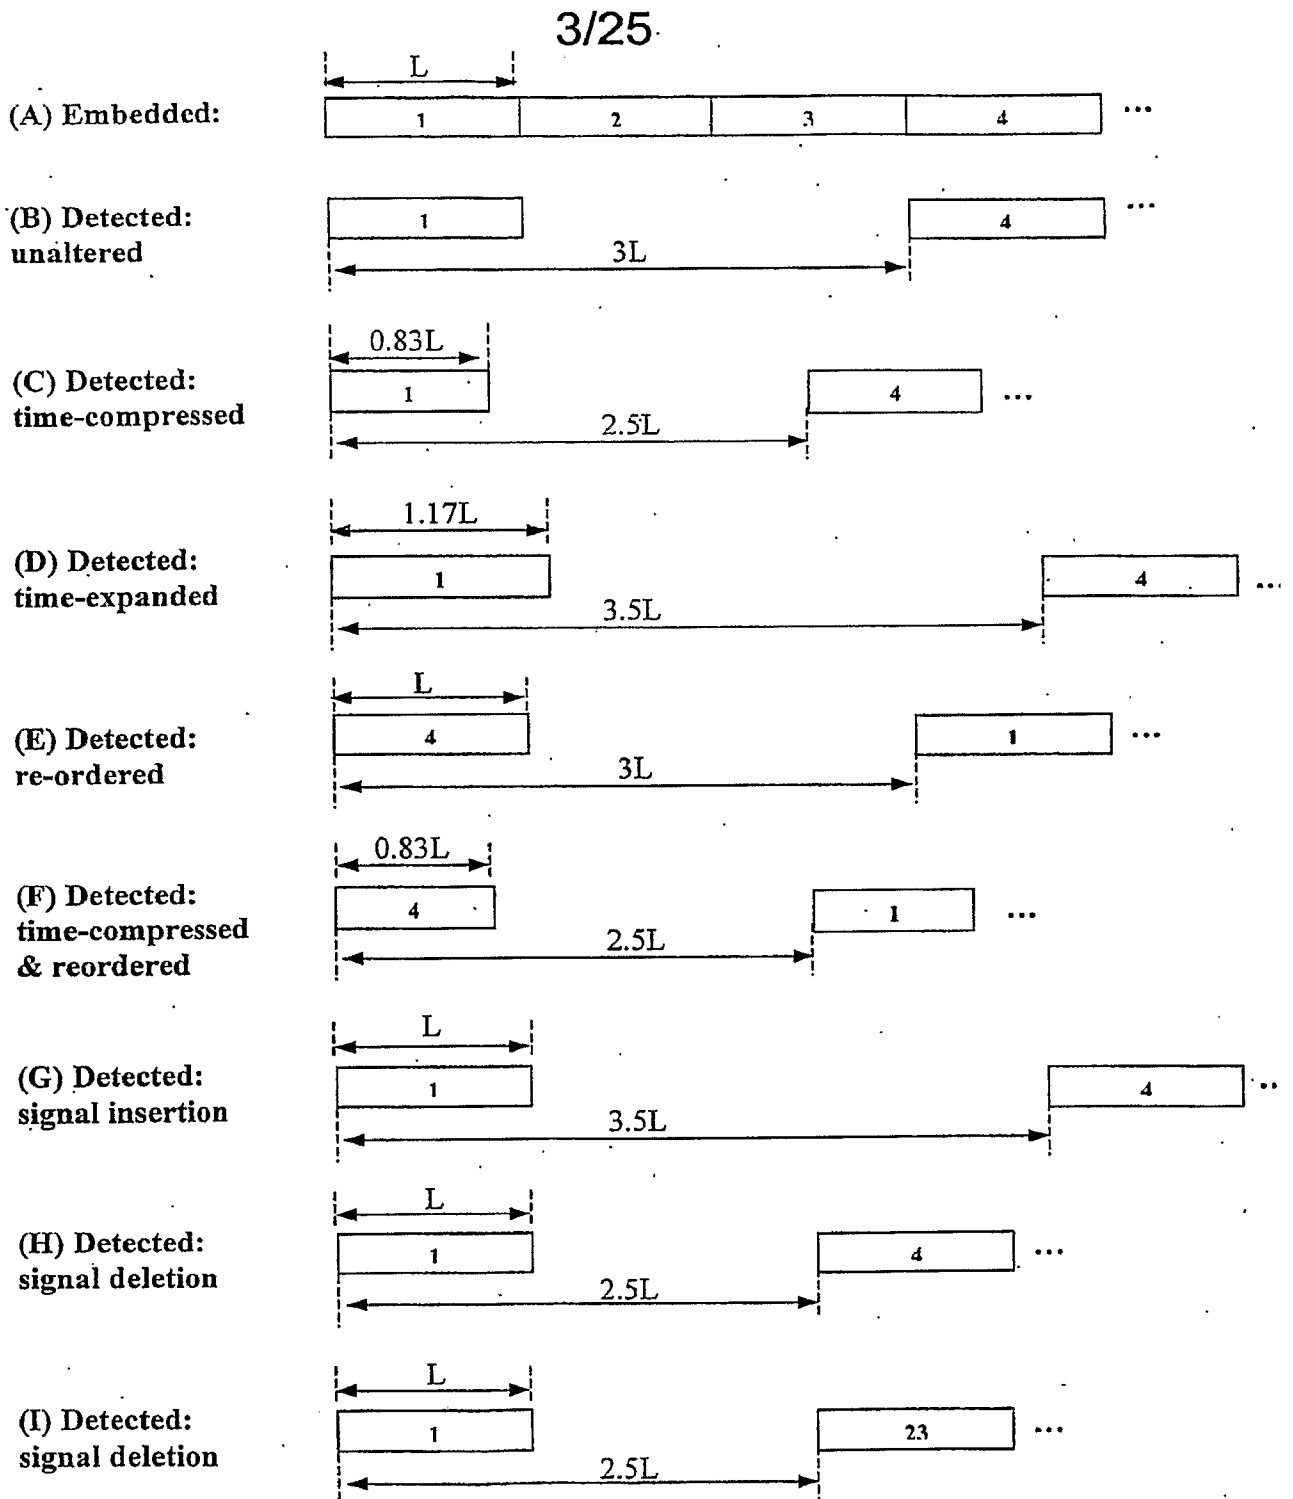 3/25
L
(A) Embedded:
1 2 3 4 ...
(B) Detected:
unaltered
1 4 ...
3L
0.83L
(C) Detected:
time-compressed
1 4 ...
2.5L
1.17L
(D) Detected:
time-expanded
1 4 ...
3.5L
L
(E) Detected:
re-ordered
4 1 ...
3L
0.83L
(F) Detected:
time-compressed
& reordered
4 1 ...
2.5L
L
(G) Detected:
signal insertion
1 4 ..
3.5L
L
(H) Detected:
signal deletion
1 4 ...
2.5L
L
(I) Detected:
signal deletion
1 23 ...
2.5L